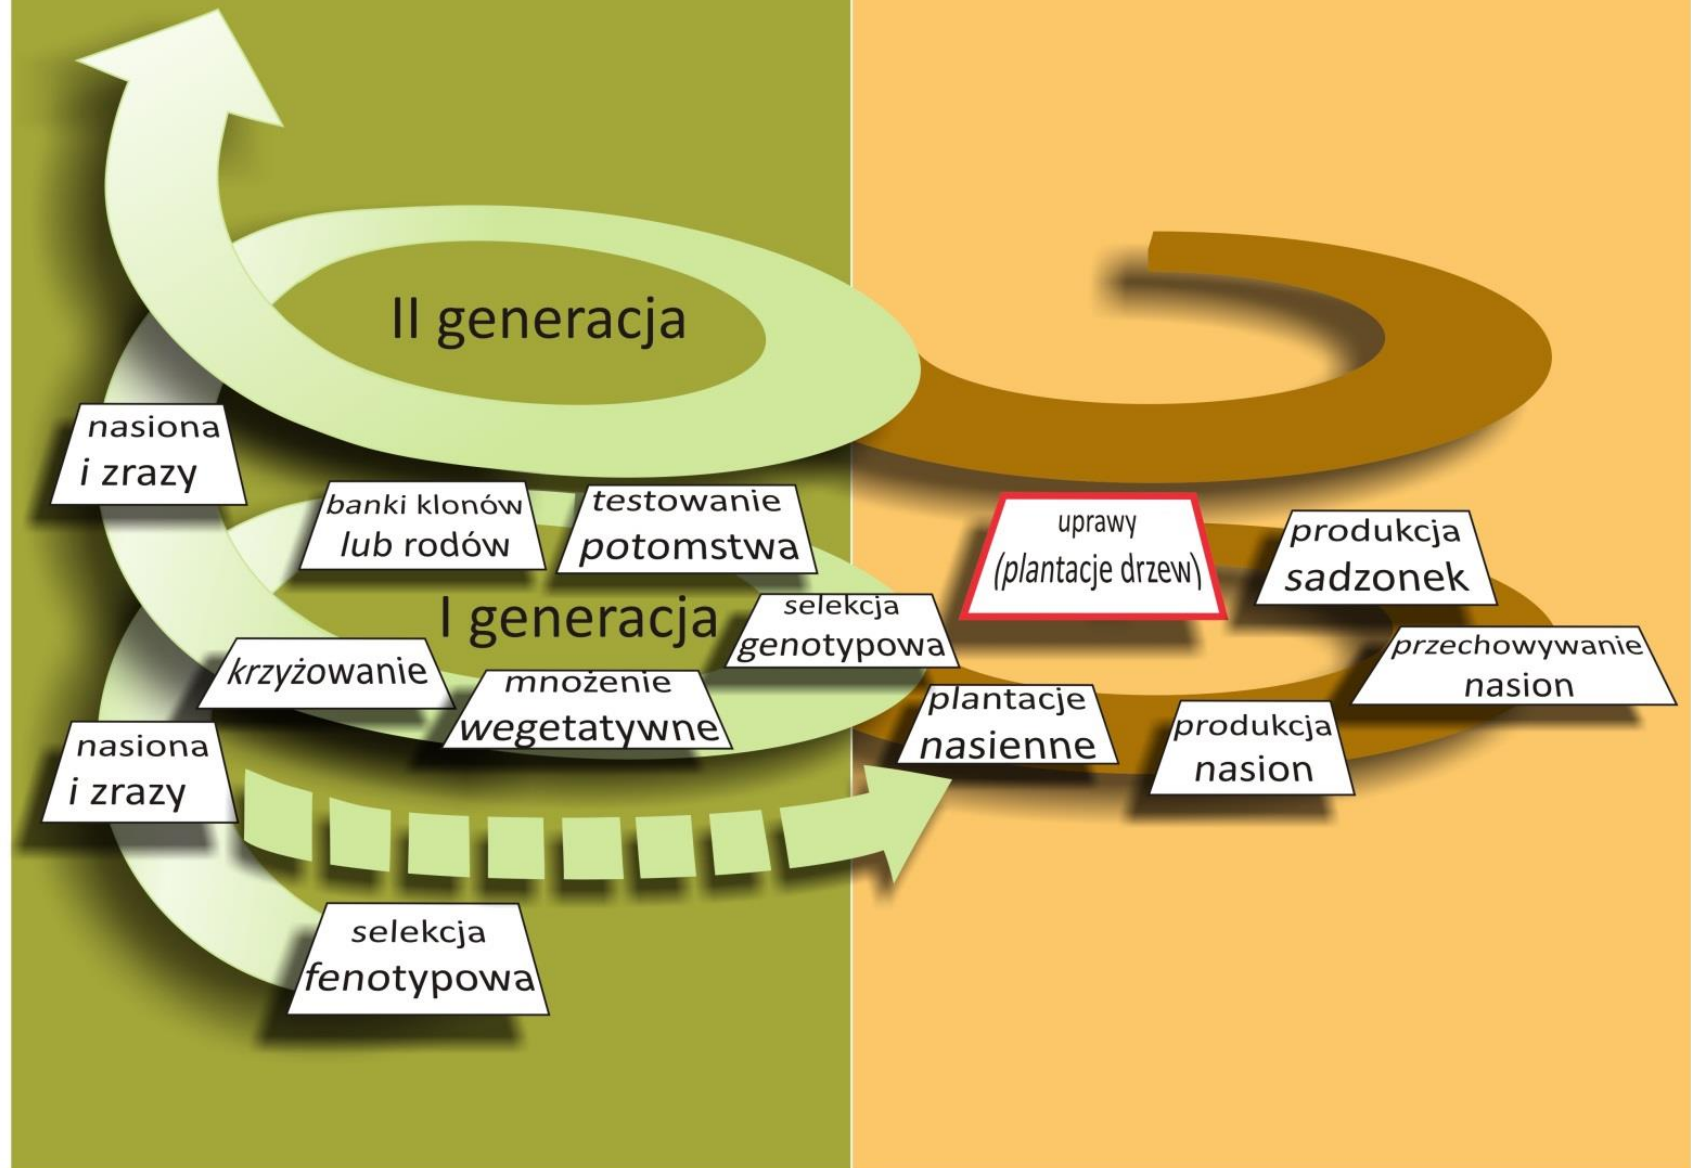 II generacja
nasiona
i zrazy
banki klonów
lub rodów
testowanie
potomstwa
uprawy
(plantacje drzew)
produkcja
sadzonek
I generacja
selekcja
genotypowa
krzyżowanie
mnożenie
wegetatywne
plantacje
nasienne
produkcja
nasion
przechowywanie
nasion
nasiona
i zrazy
selekcja
fenotypowa